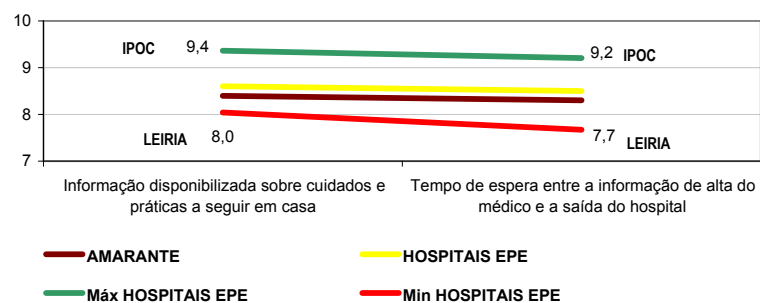 10
IPOC 9,4
9,2 IPOC
9
8
LEIRIA 8,0
7,7 LEIRIA
7
Informação disponibilizada sobre cuidados e
práticas a seguir em casa
Tempo de espera entre a informação de alta do
médico e a saída do hospital
AMARANTE
HOSPITAIS EPE
Máx HOSPITAIS EPE
Min HOSPITAIS EPE